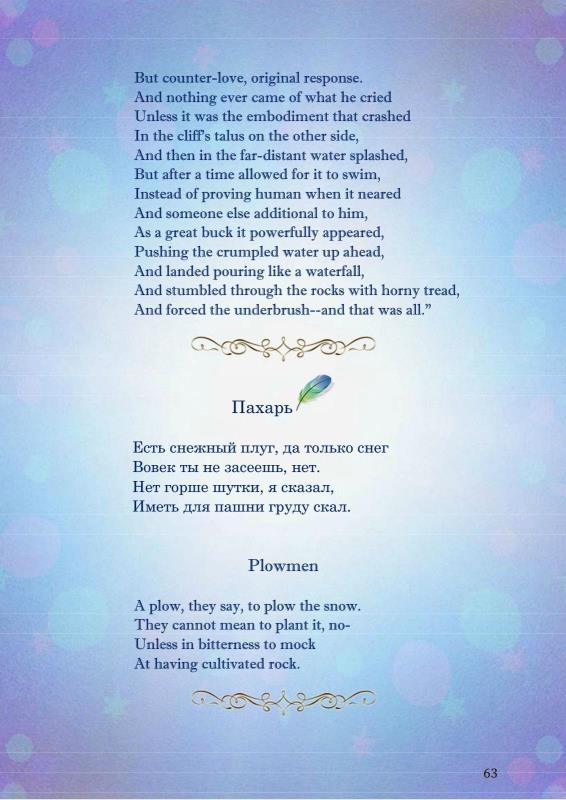 But counter-love, original response.
And nothing ever came of what he cried
Unless it was the embodiment that crashed
In the cliff's talus on the other side,
And then in the far-distant water splashed,
But after a time allowed for it to swim,
Instead of proving human when it neared
And someone else additional to him,
As a great buck it powerfully appeared,
Pushing the crumpled water up ahead,
And landed pouring like a waterfall,
And stumbled through the rocks with horny tread,
And forced the underbrush--and that was all.”
Пахарь
Есть снежный плуг, да только снег
Вовек ты не засеешь, нет.
Нет горше шутки, я сказал,
Иметь для пашни груду скал.
Plowmen
A plow, they say, to plow the snow.
They cannot mean to plant it, no-
Unless in bitterness to mock
At having cultivated rock.
63